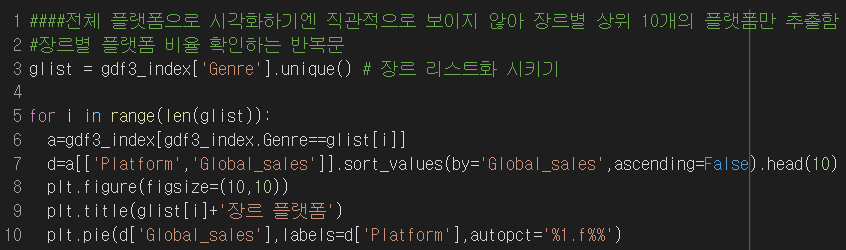 1 ####전체 플랫폼으로 시각화하기엔 직관적으로 보이지 않아 장르별 상위 10개의 플랫폼만 추출함
2 #장르별 플랫폼 비율 확인하는 반복문
3 glist = gdf3_index['Genre'].unique() # 장르 리스트화 시키기
4
5 for i in range(len(glist)):
6   a=gdf3_index[gdf3_index.Genre==glist[i]]
7   d=a[['Platform','Global_sales']].sort_values(by='Global_sales',ascending=False).head(10)
8   plt.figure(figsize=(10,10))
9   plt.title(glist[i]+'장르 플랫폼')
10   plt.pie(d['Global_sales'],labels=d['Platform'],autopct='%1.f%%')